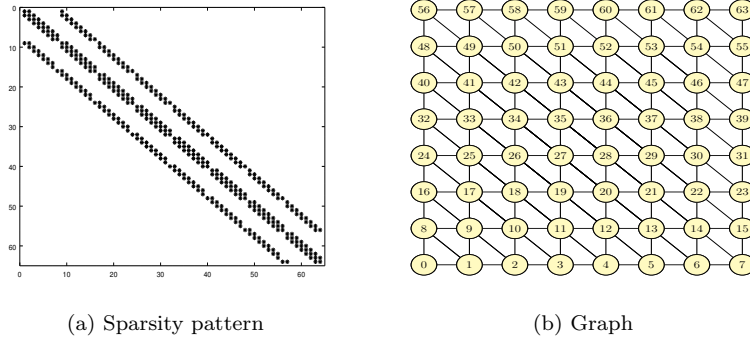 0
10
20
30
40
50
60
0 10 20 30 40 50 60
56 57 58 59 60 61 62 63
48 49 50 51 52 53 54 55
40 41 42 43 44 45 46 47
32 33 34 35 36 37 38 39
24 25 26 27 28 29 30 31
16 17 18 19 20 21 22 23
8 9 10 11 12 13 14 15
0 1 2 3 4 5 6 7
(a) Sparsity pattern
(b) Graph